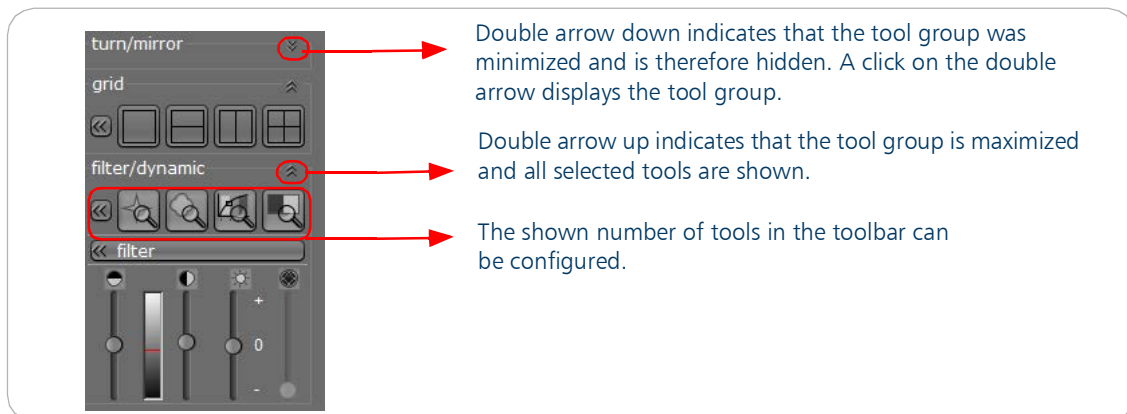 turn/mirror
Double arrow down indicates that the tool group was
minimized and is therefore hidden. A click on the double
arrow displays the tool group.
grid
Double arrow up indicates that the tool group is maximized
and all selected tools are shown.
filter/dynamic
The shown number of tools in the toolbar can
be configured.
filter
+
0
-